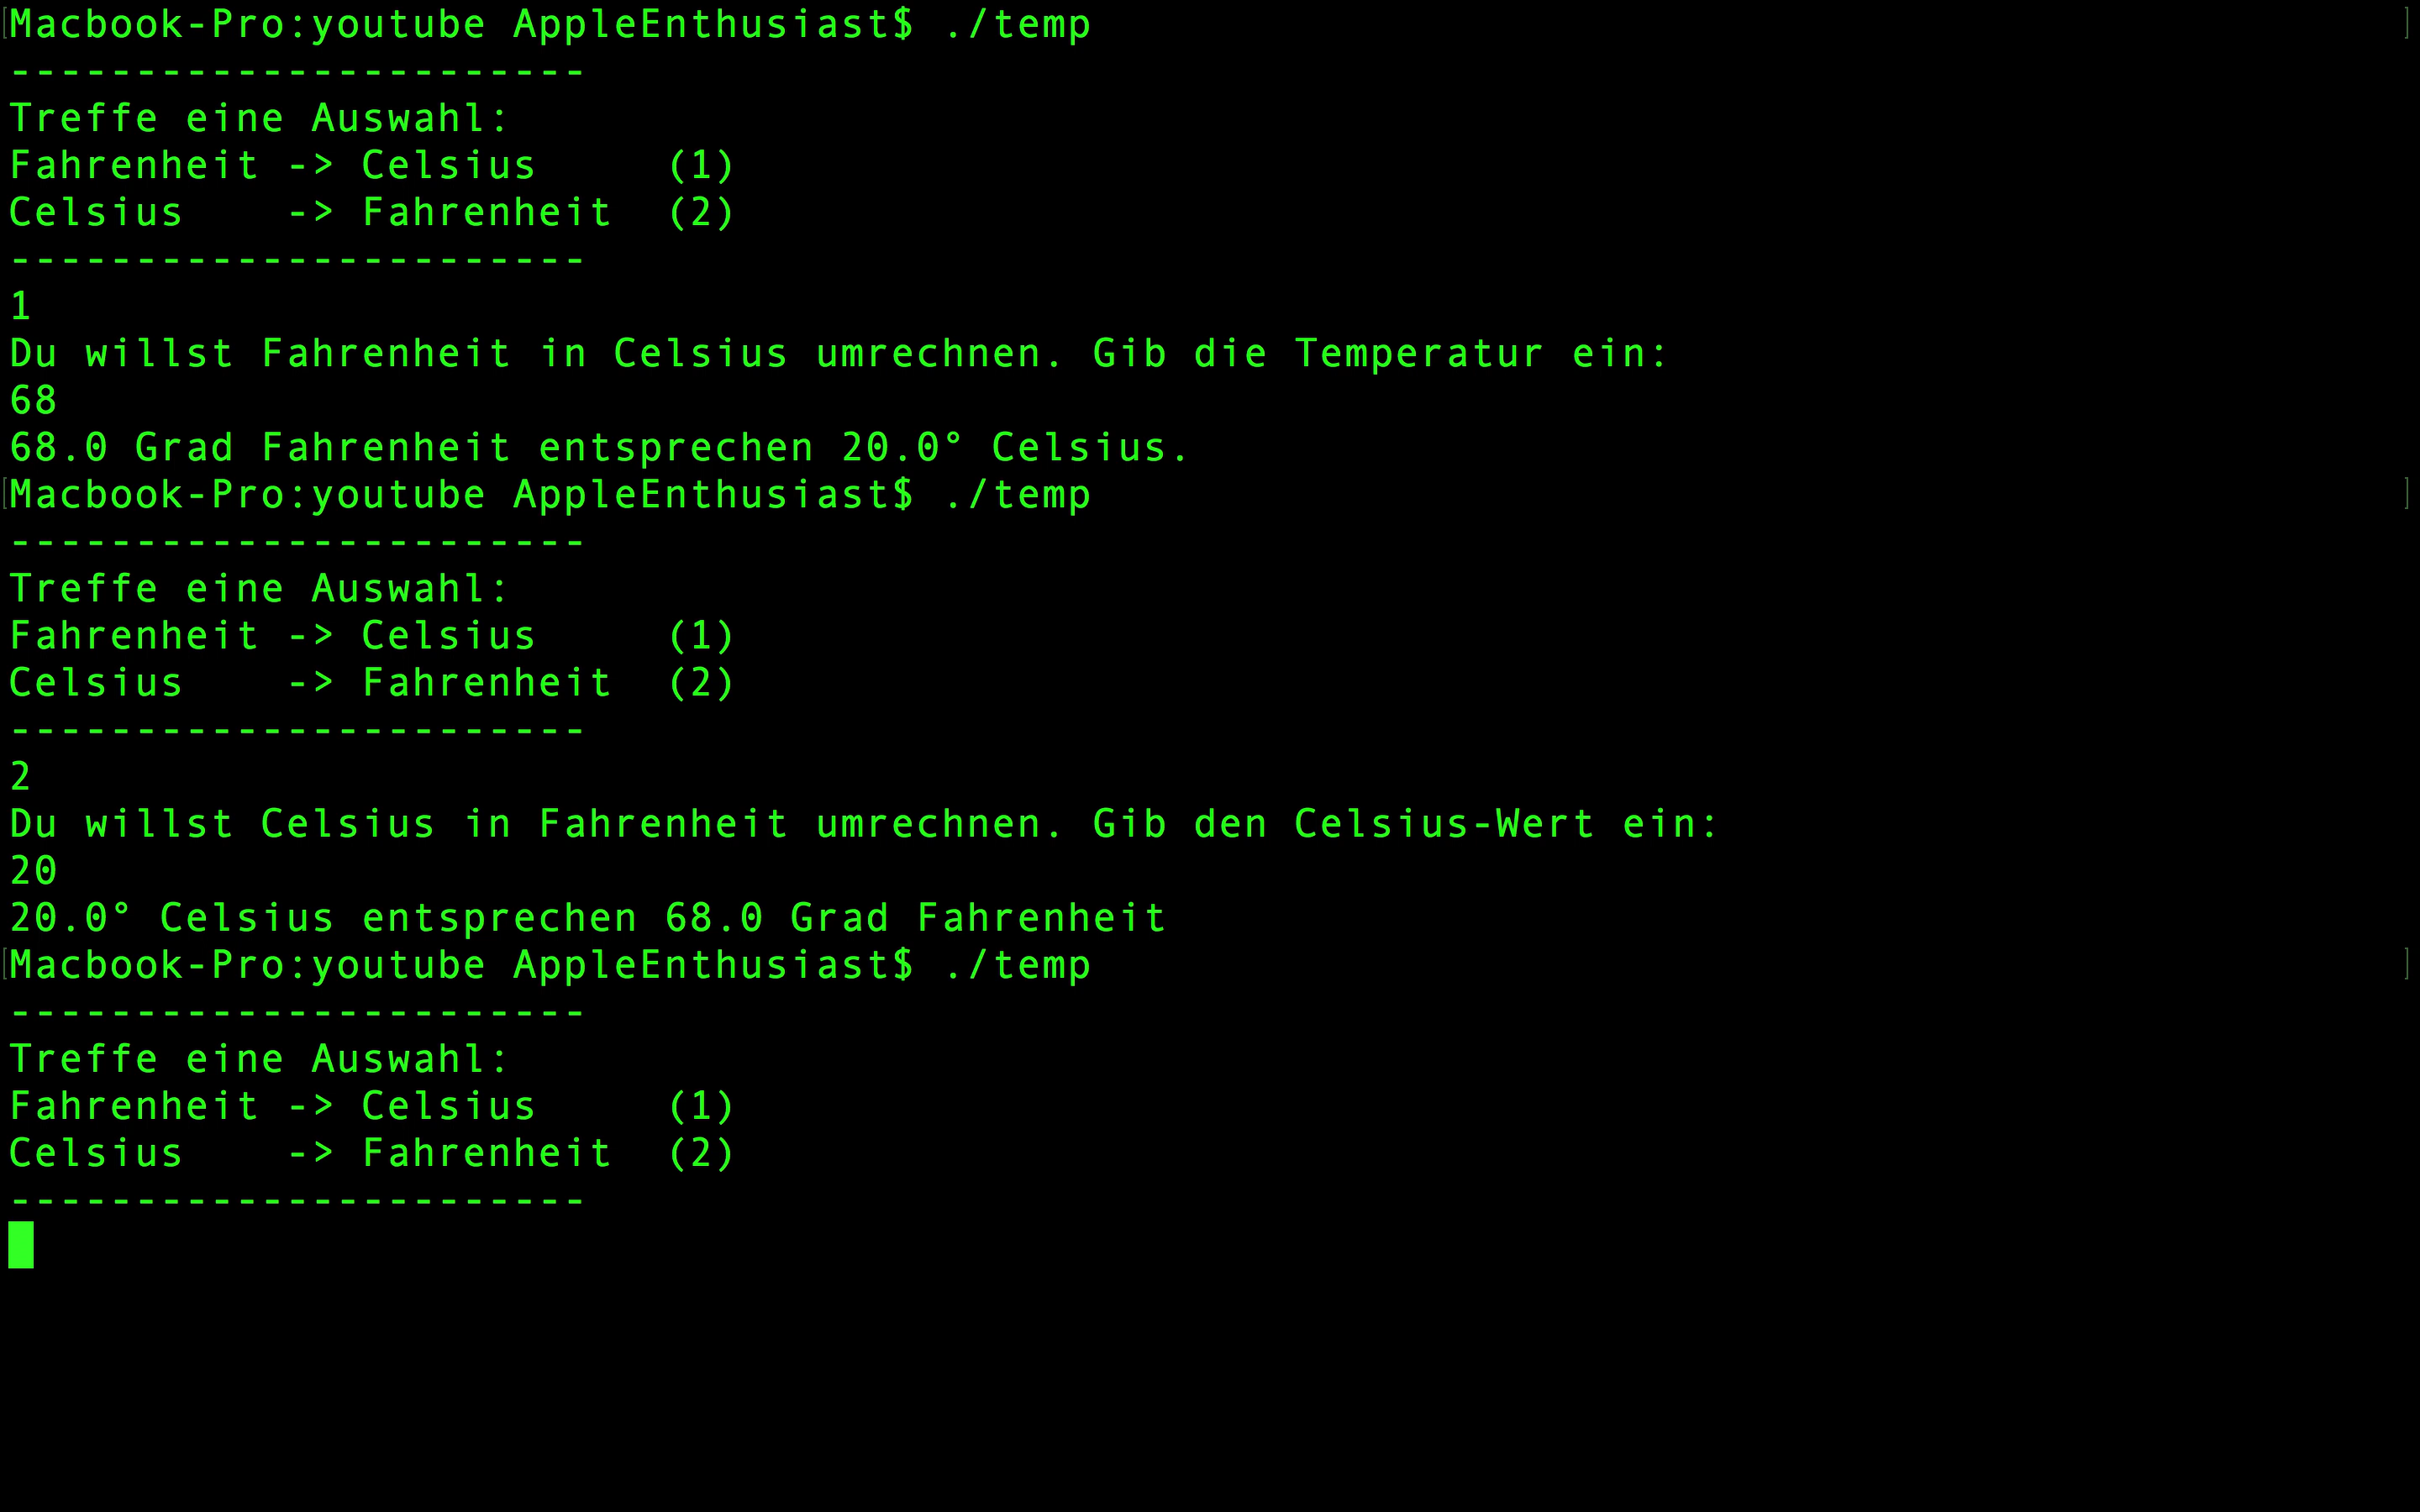 [Macbook-Pro:youtube AppleEnthusiast$ ./temp ]
-----------------------
Treffe eine Auswahl:
Fahrenheit -> Celsius     (1)
Celsius    -> Fahrenheit  (2)
-----------------------
1
Du willst Fahrenheit in Celsius umrechnen. Gib die Temperatur ein:
68
68.0 Grad Fahrenheit entsprechen 20.0° Celsius.
[Macbook-Pro:youtube AppleEnthusiast$ ./temp ]
-----------------------
Treffe eine Auswahl:
Fahrenheit -> Celsius     (1)
Celsius    -> Fahrenheit  (2)
-----------------------
2
Du willst Celsius in Fahrenheit umrechnen. Gib den Celsius-Wert ein:
20
20.0° Celsius entsprechen 68.0 Grad Fahrenheit
[Macbook-Pro:youtube AppleEnthusiast$ ./temp ]
-----------------------
Treffe eine Auswahl:
Fahrenheit -> Celsius     (1)
Celsius    -> Fahrenheit  (2)
-----------------------